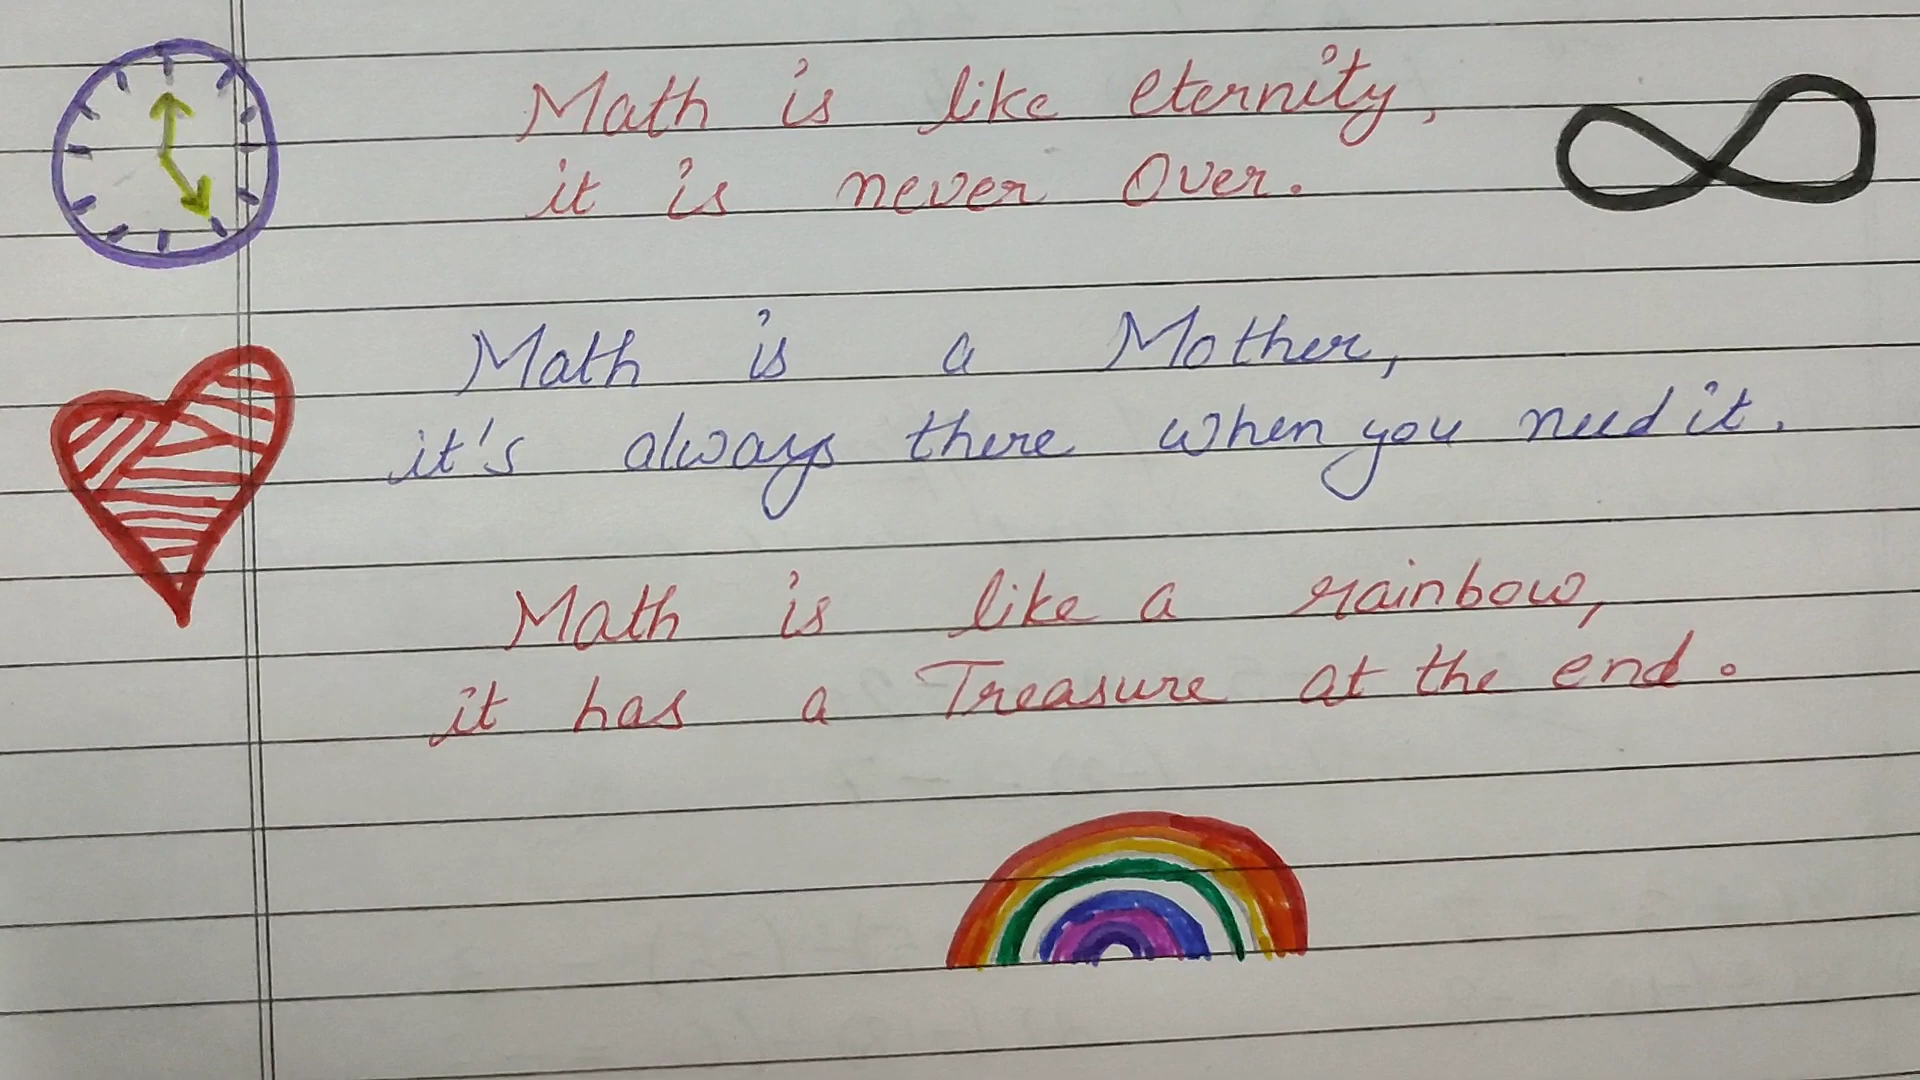 Math is like eternity,
it is never Over.
Math is a Mother,
it's always there when you need it.
Math is like a rainbow,
it has a Treasure at the end.